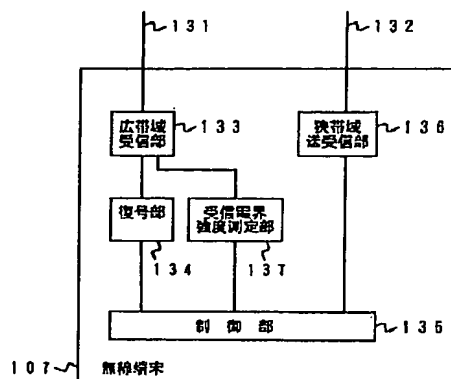 131
132
広帯域
受信部
133
狭帯域
送受信部
136
復号部
134
受信電界
強度測定部
137
制御部
135
107
無線端末